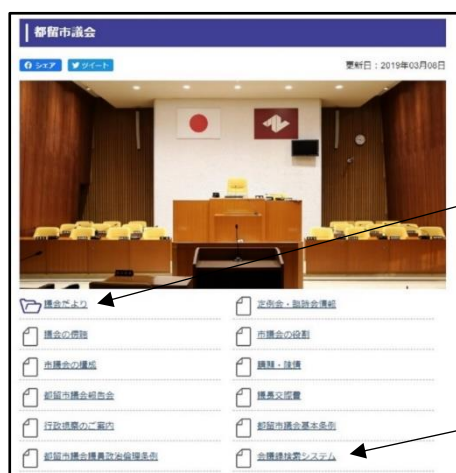 都留市議会
シェア ツイート 更新日:2019年03月08日
議会だより 定例会・臨時会情報
議会の傍聴 市議会の役割
市議会の構成 請願・陳情
都留市議会報告会 議長交際費
行政視察のご案内 都留市議会基本条例
都留市議会議員政治倫理条例 会議録検索システム